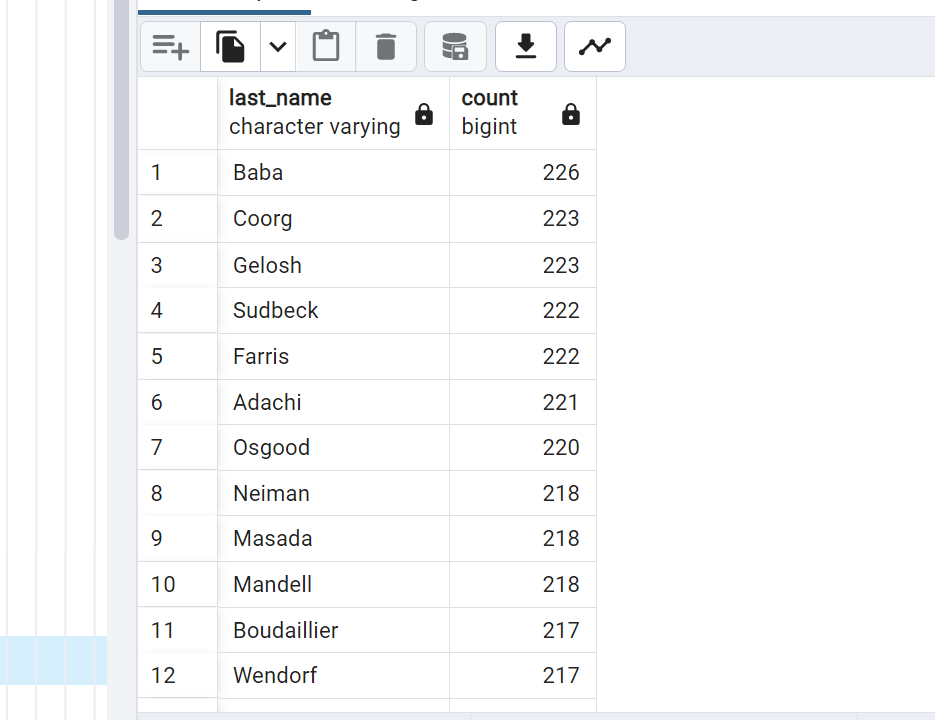 last_name count
character varying bigint
1 Baba 226
2 Coorg 223
3 Gelosh 223
4 Sudbeck 222
5 Farris 222
6 Adachi 221
7 Osgood 220
8 Neiman 218
9 Masada 218
10 Mandell 218
11 Boudaillier 217
12 Wendorf 217